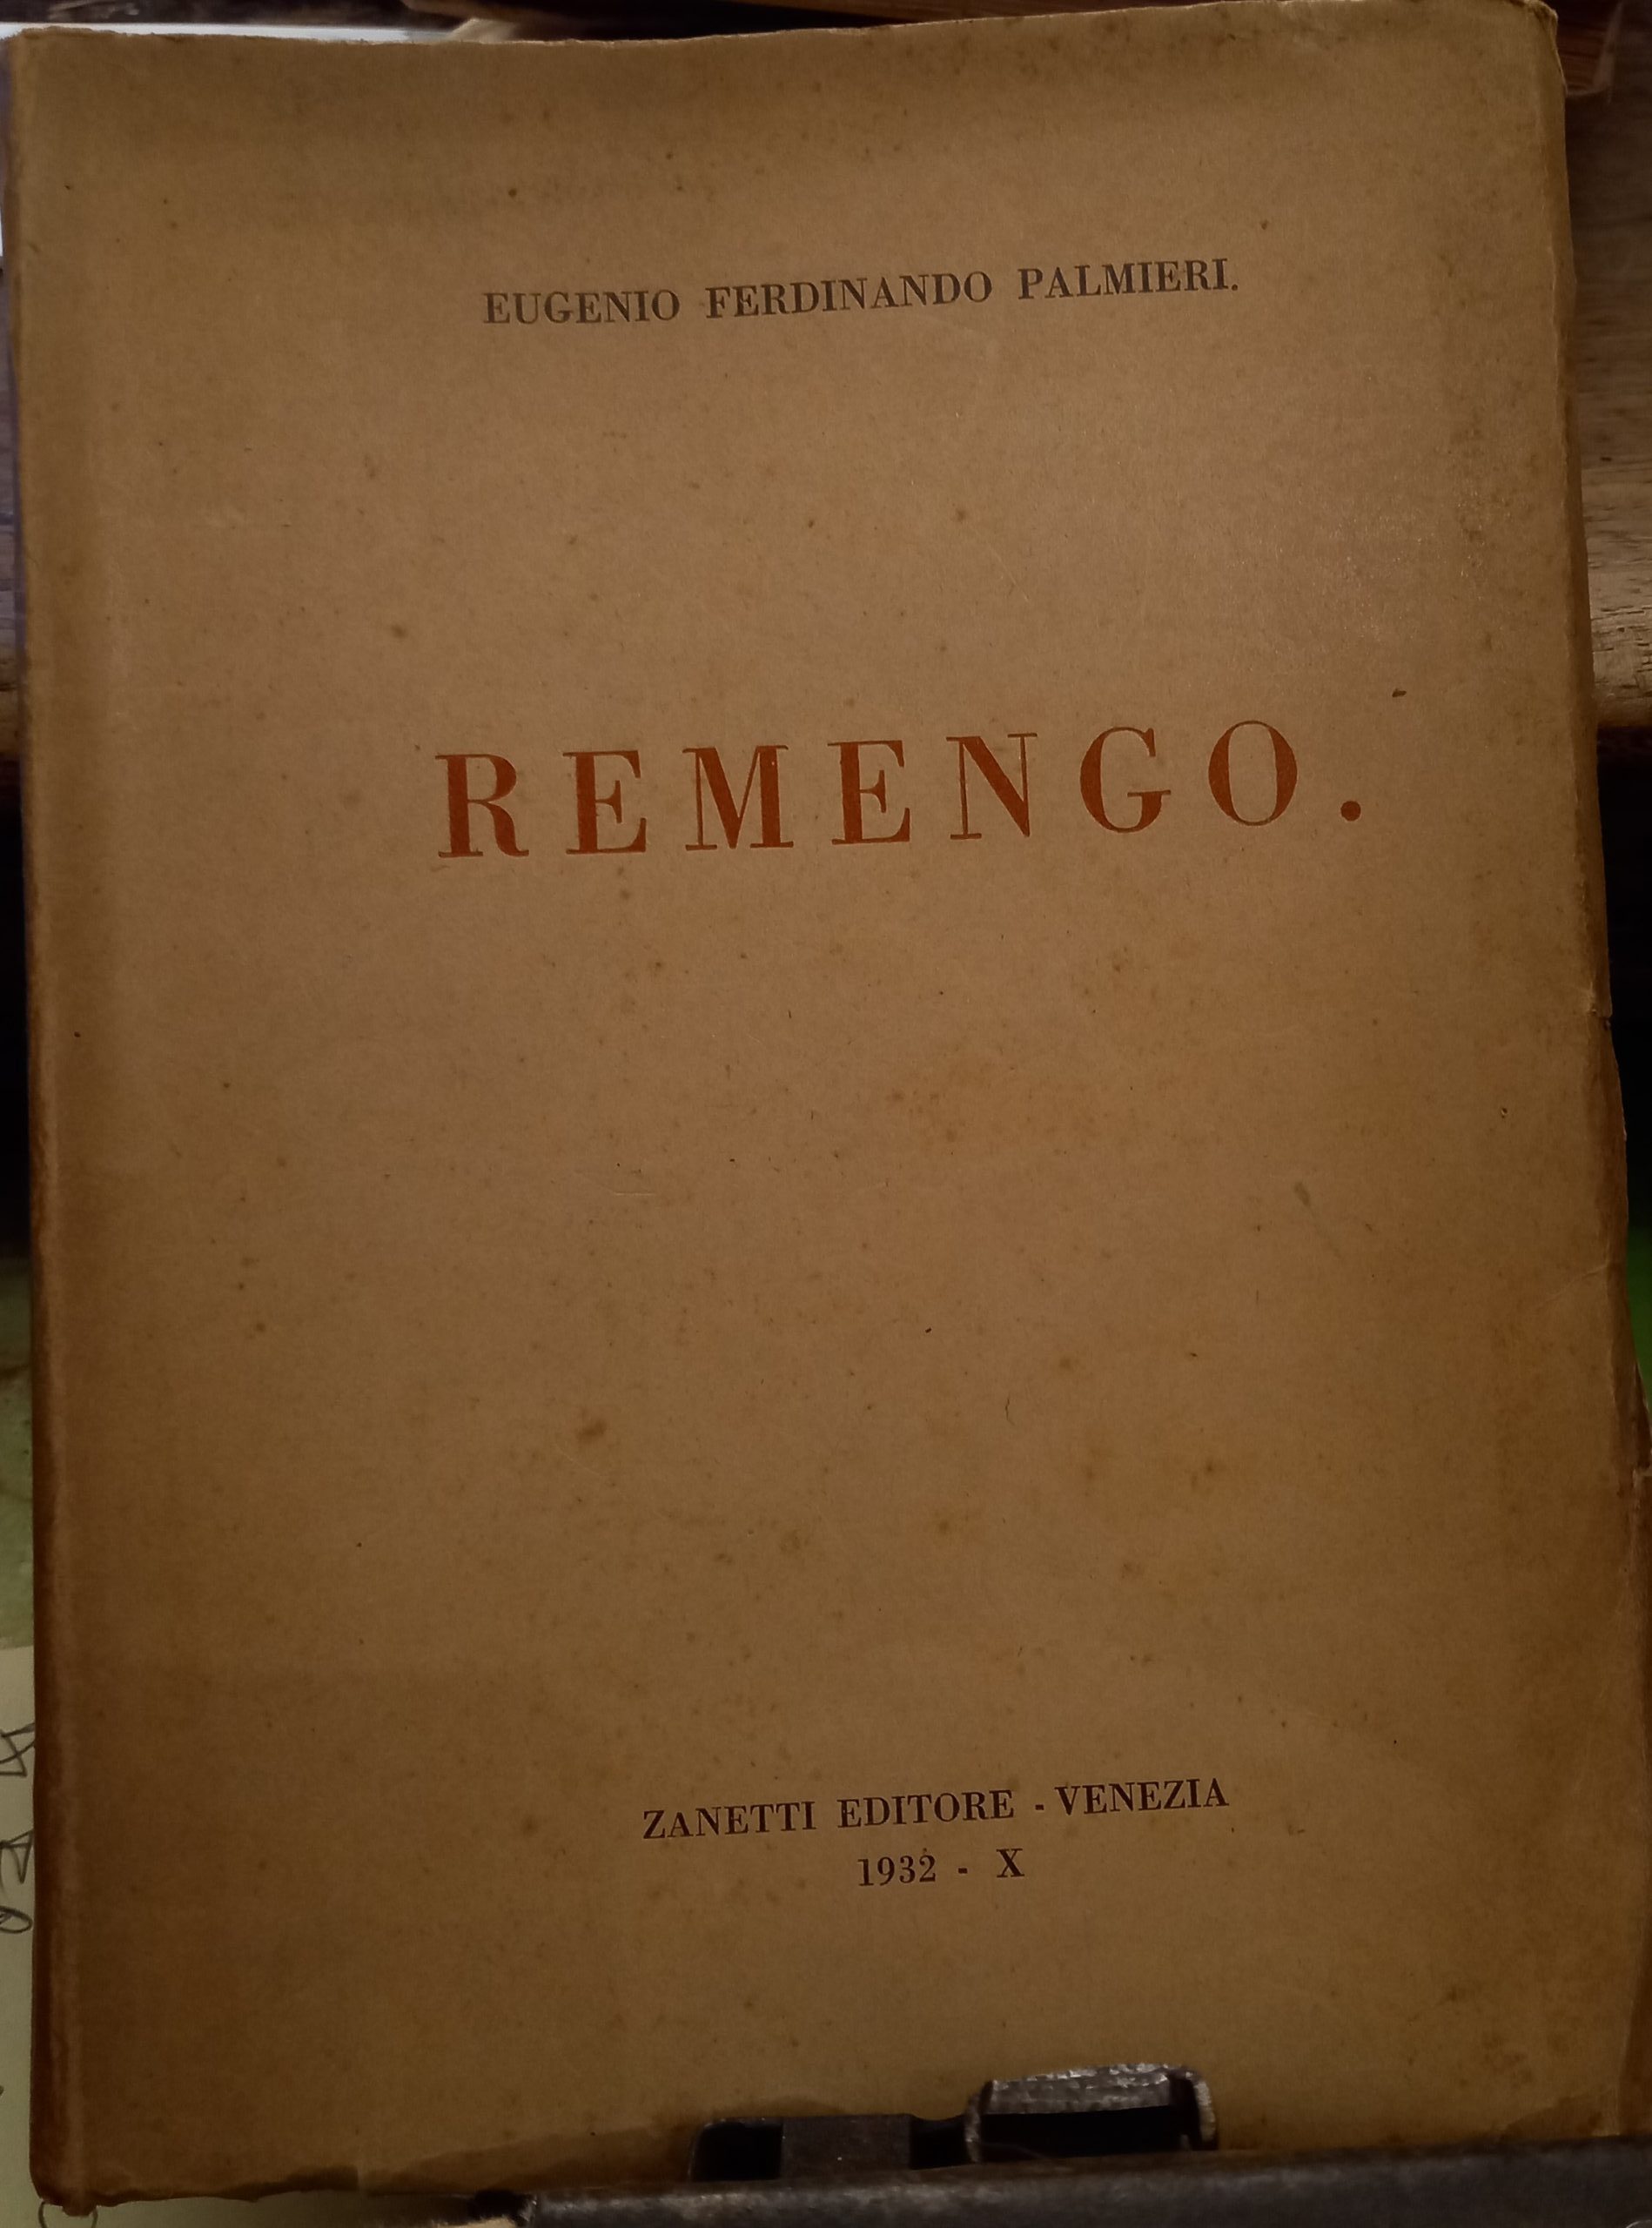 EUGENIO FERDINANDO PALMIERI.
REMENGO.
ZANETTI EDITORE - VENEZIA
1932 - X